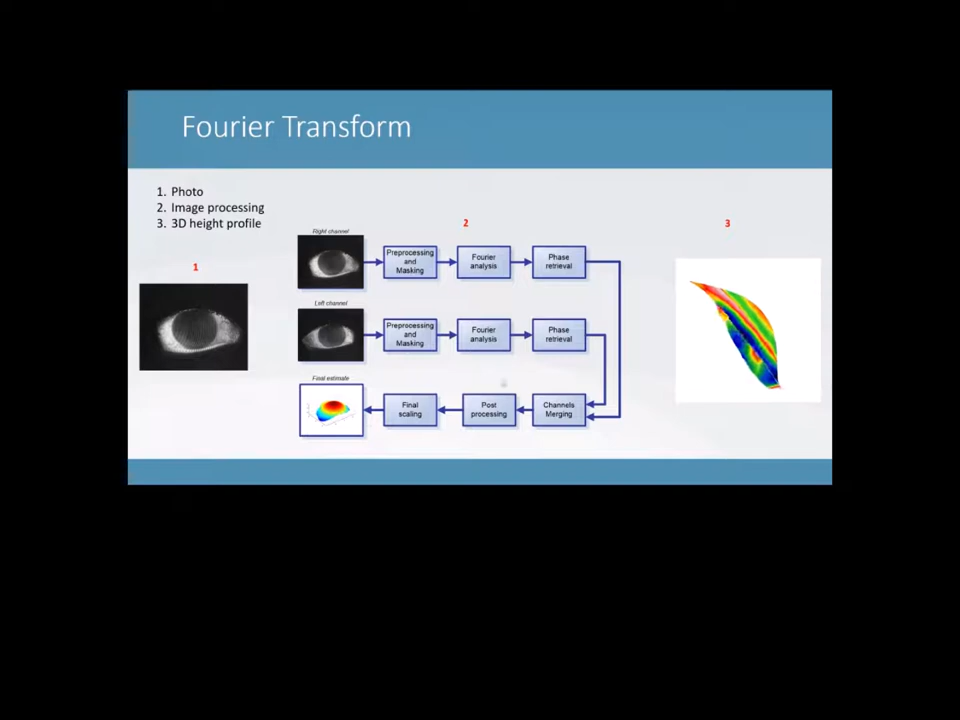 Fourier Transform
1. Photo
2. Image processing
3. 3D height profile
1
2
3
Right channel
Preprocessing
and
Masking
Fourier
analysis
Phase
retrieval
Left channel
Preprocessing
and
Masking
Fourier
analysis
Phase
retrieval
Final estimate
Final
scaling
Post
processing
Channels
Merging